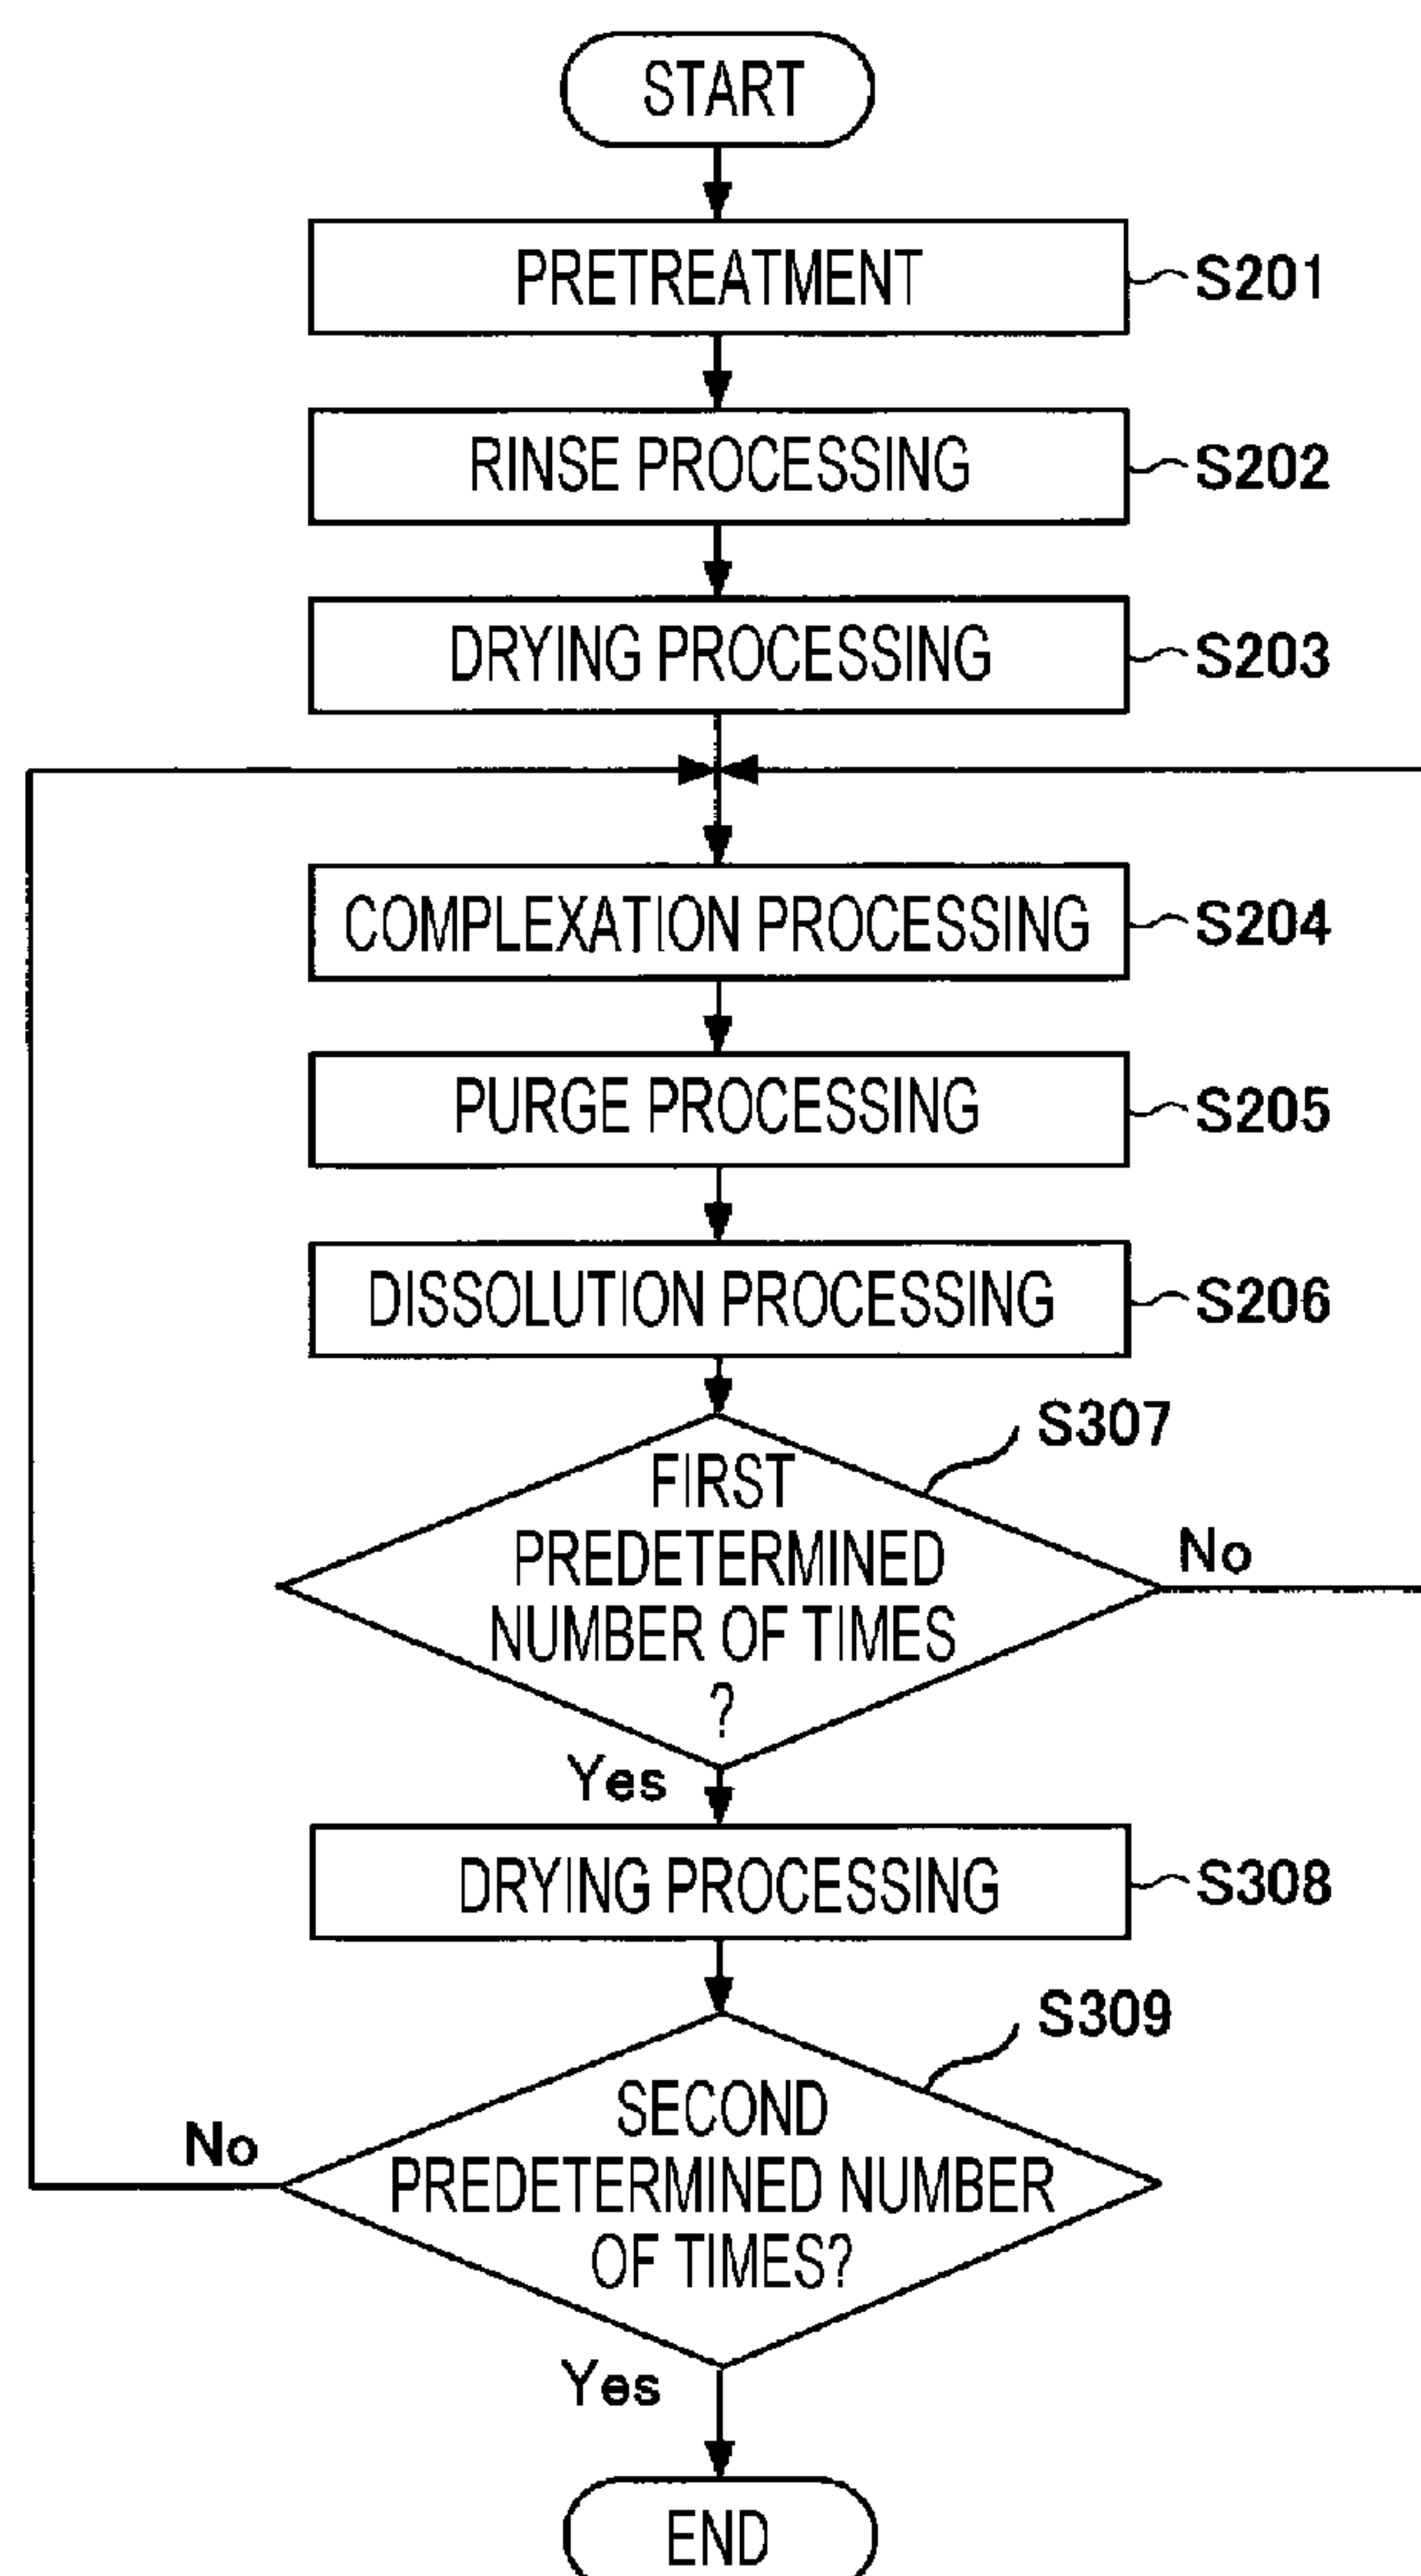 START
PRETREATMENT
S201
RINSE PROCESSING
S202
DRYING PROCESSING
S203
COMPLEXATION PROCESSING
S204
PURGE PROCESSING
S205
DISSOLUTION PROCESSING
S206
S307
FIRST
PREDETERMINED
NUMBER OF TIMES
?
No
Yes
DRYING PROCESSING
S308
S309
SECOND
PREDETERMINED NUMBER
OF TIMES?
No
Yes
END